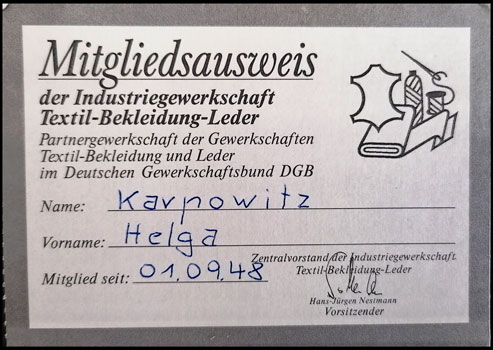 Mitgliedsausweis
der Industriegewerkschaft
Textil-Bekleidung-Leder
Partnergewerkschaft der Gewerkschaften
Textil-Bekleidung und Leder
im Deutschen Gewerkschaftsbund DGB
Name: Karpowitz
Vorname: Helga
Mitglied seit: 01.09.48
Zentralvorstand der Industriegewerkschaft
Textil-Bekleidung-Leder
Hans-Jürgen Nestmann
Vorsitzender